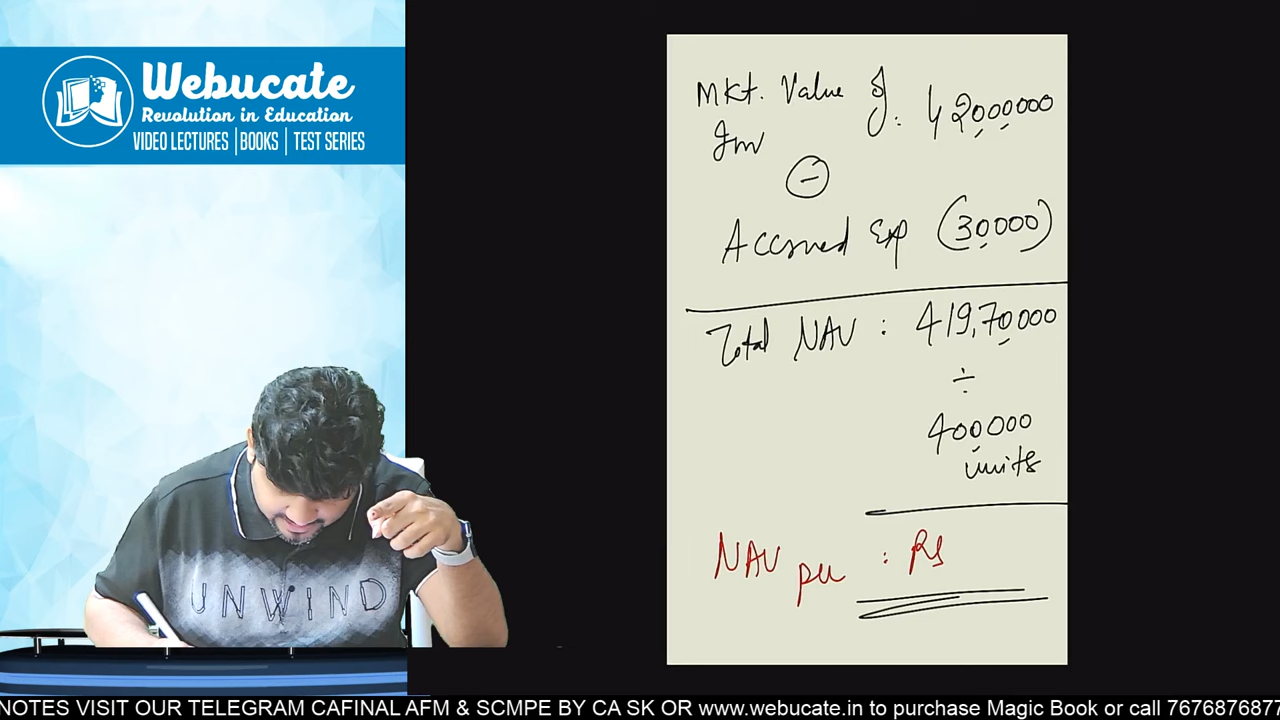 Webucate
Revolution in Education
VIDEO LECTURES | BOOKS | TEST SERIES
Mkt. Value of : 42000000
Inv
-
Accrued Exp (30000)
Total NAV : 419,70000
÷
400000
units
NAV per : Rs
UNWIND
NOTES VISIT OUR TELEGRAM CAFINAL AFM & SCMPE BY CA SK OR www.webucate.in to purchase Magic Book or call 7676876877